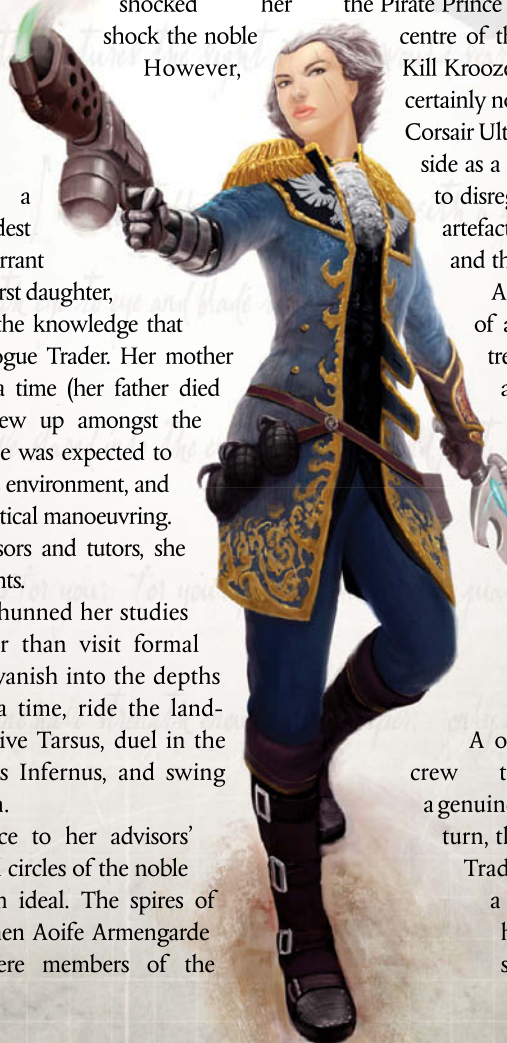 shocked her
shock the noble
However,
a
dest
rrant
rst daughter,
the knowledge that
ogue Trader. Her mother
a time (her father died
ew up amongst the
e was expected to
environment, and
tical manoeuvring.
sors and tutors, she
nts.
hunned her studies
r than visit formal
vanish into the depths
a time, ride the land-
ive Tarsus, duel in the
s Infernus, and swing
n.
ce to her advisors’
circles of the noble
n ideal. The spires of
en Aoife Armengarde
ere members of the
the Pirate Prince
centre of th
Kill Krooze
certainly no
Corsair Ult
side as a
to disreg
artefact
and th
A
of a
tre
a
A o
crew t
a genuine
turn, th
Trad
a
h
s